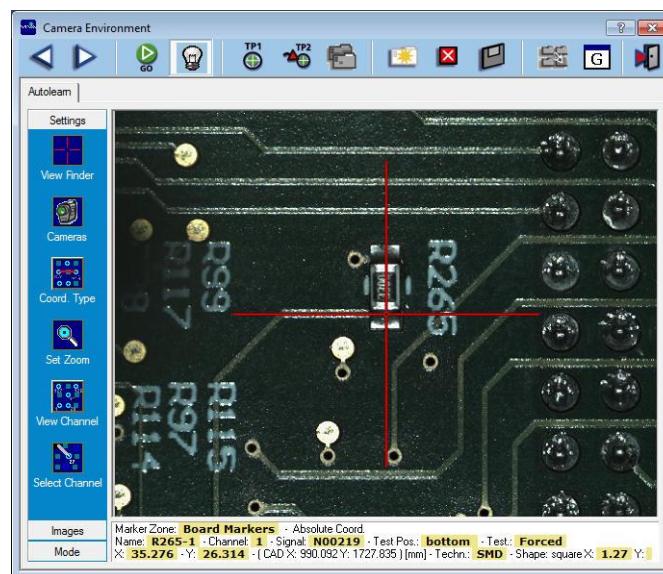 Camera Environment
GO
TP1
TP2
G
Autolearn
Settings
View Finder
Cameras
Coord. Type
Set Zoom
View Channel
Select Channel
Images
Mode
R99
R117
R265
R115
R97
R114
Marker Zone: Board Markers - Absolute Coord.
Name: R265-1 - Channel: 1 - Signal: N00219 - Test Pos.: bottom - Test.: Forced
X: 35.276 - Y: 26.314 - ( CAD X: 990.092 Y: 1727.835 ) [mm] - Techn.: SMD - Shape: square X: 1.27 Y: